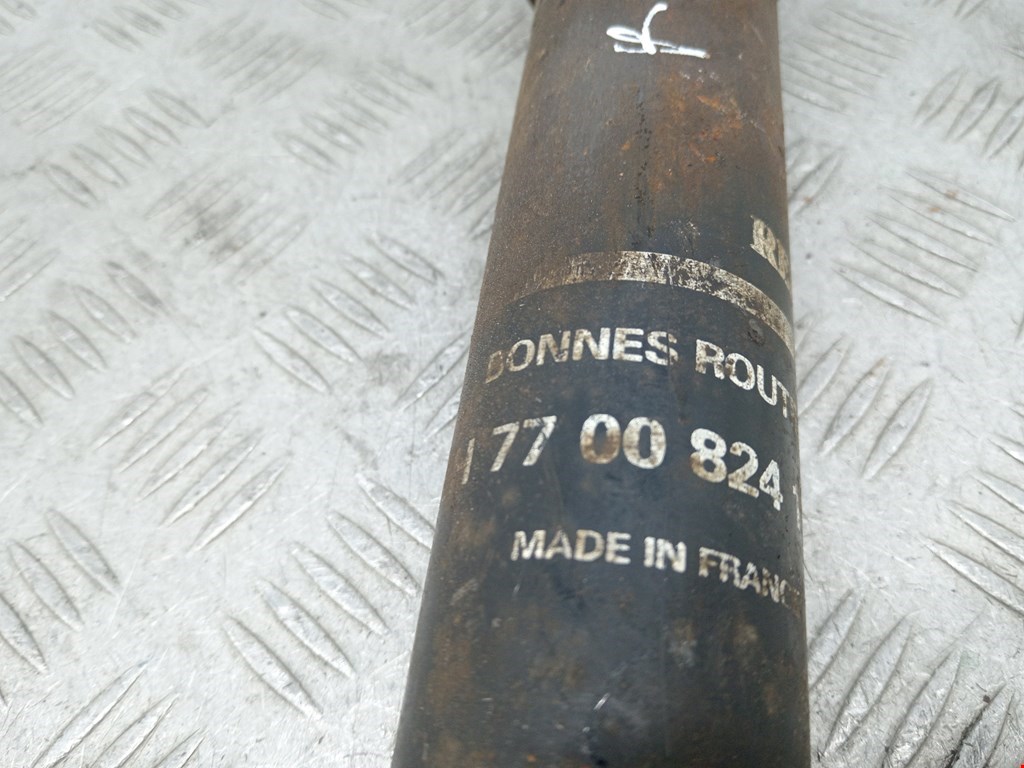 BONNES ROUT
77 00 824
MADE IN FRANC